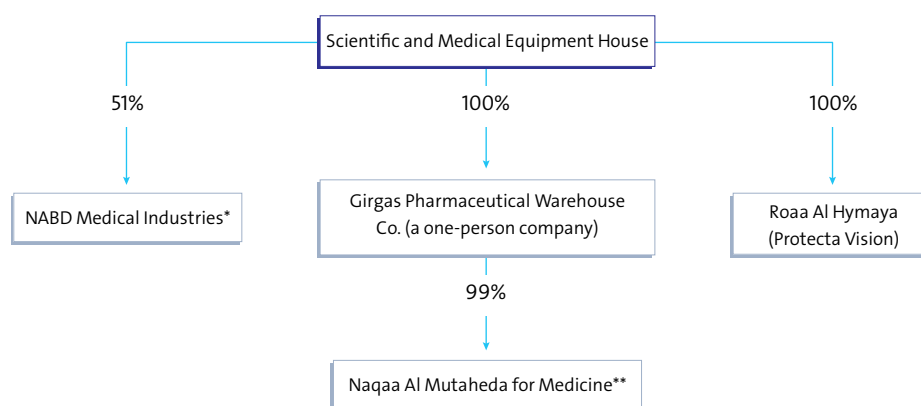 Scientific and Medical Equipment House
51%
100%
100%
NABD Medical Industries*
Girgas Pharmaceutical Warehouse
Co. (a one-person company)
Roaa Al Hymaya
(Protecta Vision)
99%
Naqaa Al Mutaheda for Medicine**